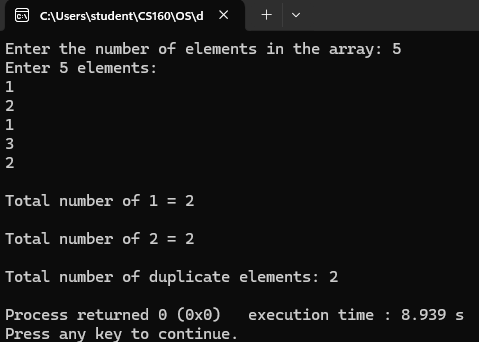 C:\Users\student\CS160\OS\d
Enter the number of elements in the array: 5
Enter 5 elements:
1
2
1
3
2
Total number of 1 = 2
Total number of 2 = 2
Total number of duplicate elements: 2
Process returned 0 (0x0)   execution time : 8.939 s
Press any key to continue.